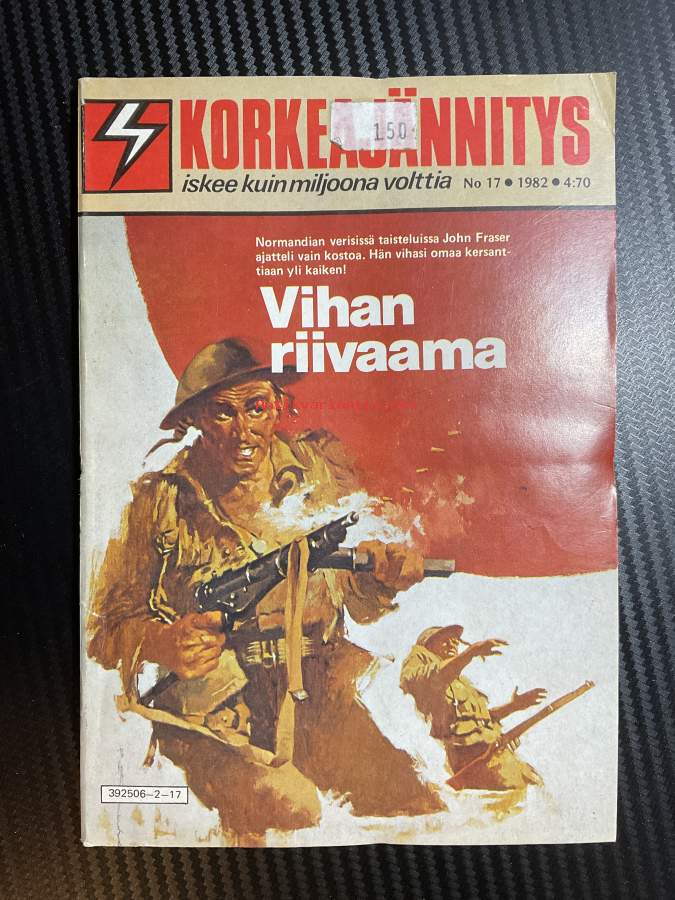 KORKEAJÄNNITYS
1.50
iskee kuin miljoona volttia No 17 • 1982 • 4:70
Normandian verisissä taisteluissa John Fraser
ajatteli vain kostoa. Hän vihasi omaa kersant-
tiaan yli kaiken!
Vihan
riivaama
392506-2-17